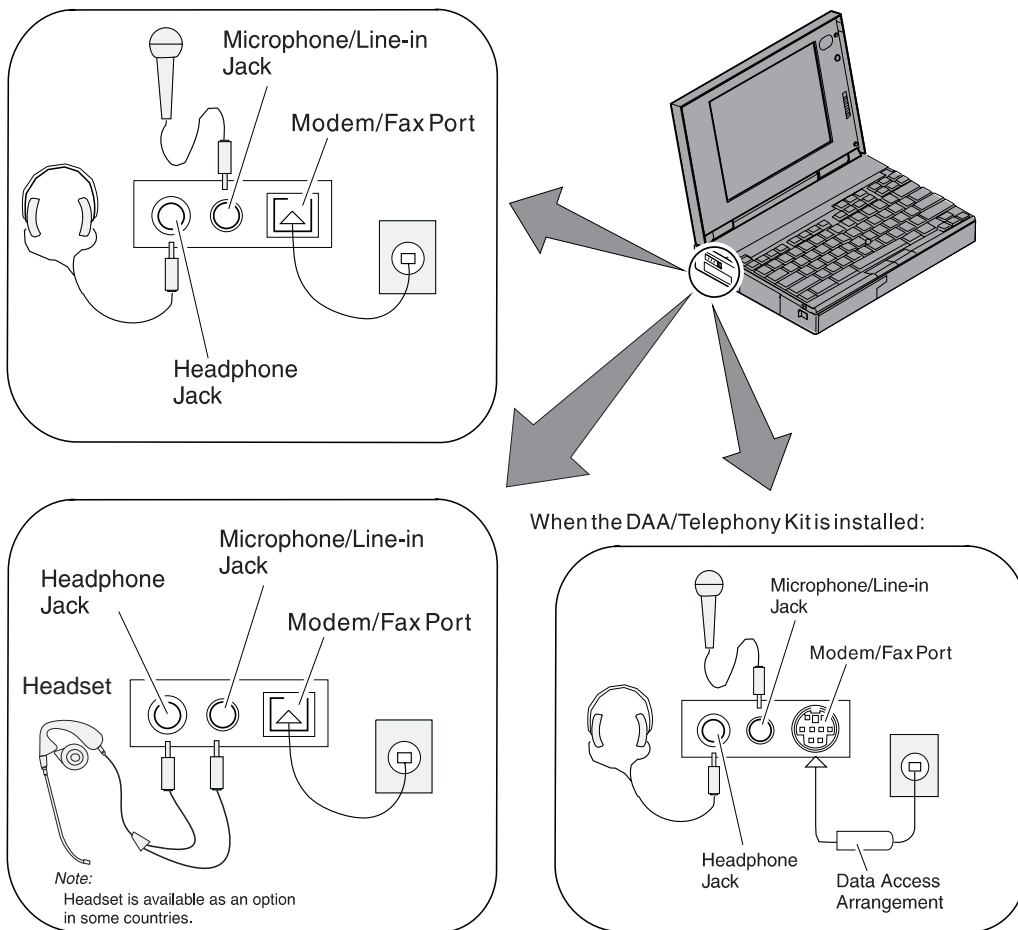 Microphone/Line-in
Jack
Modem/Fax Port
Headphone
Jack
Headphone
Jack
Microphone/Line-in
Jack
Modem/Fax Port
Headset
Note:
Headset is available as an option
in some countries.
When the DAA/Telephony Kit is installed:
Microphone/Line-in
Jack
Modem/Fax Port
Headphone
Jack
Data Access
Arrangement